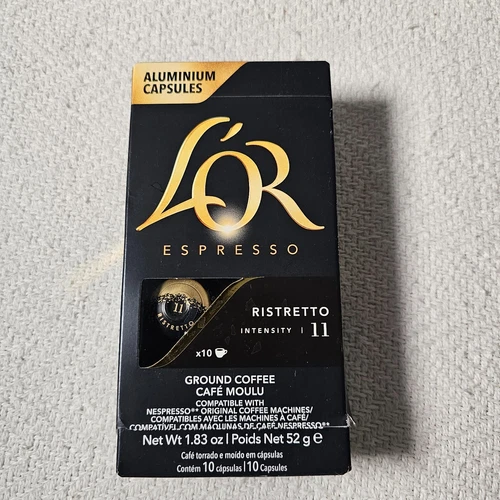 ALUMINIUM
CAPSULES
L'OR
ESPRESSO
11
RISTRETTO
RISTRETTO
INTENSITY | 11
x10
GROUND COFFEE
CAFÉ MOULU
COMPATIBLE WITH
NESPRESSO** ORIGINAL COFFEE MACHINES/
COMPATIBLES AVEC LES MACHINES À CAFÉ/
COMPATÍVEL COM MÁQUINAS DE CAFÉ NESPRESSO**
Net Wt 1.83 oz | Poids Net 52 g e
Café torrado e moído em cápsulas
Contém 10 cápsulas | 10 Capsules